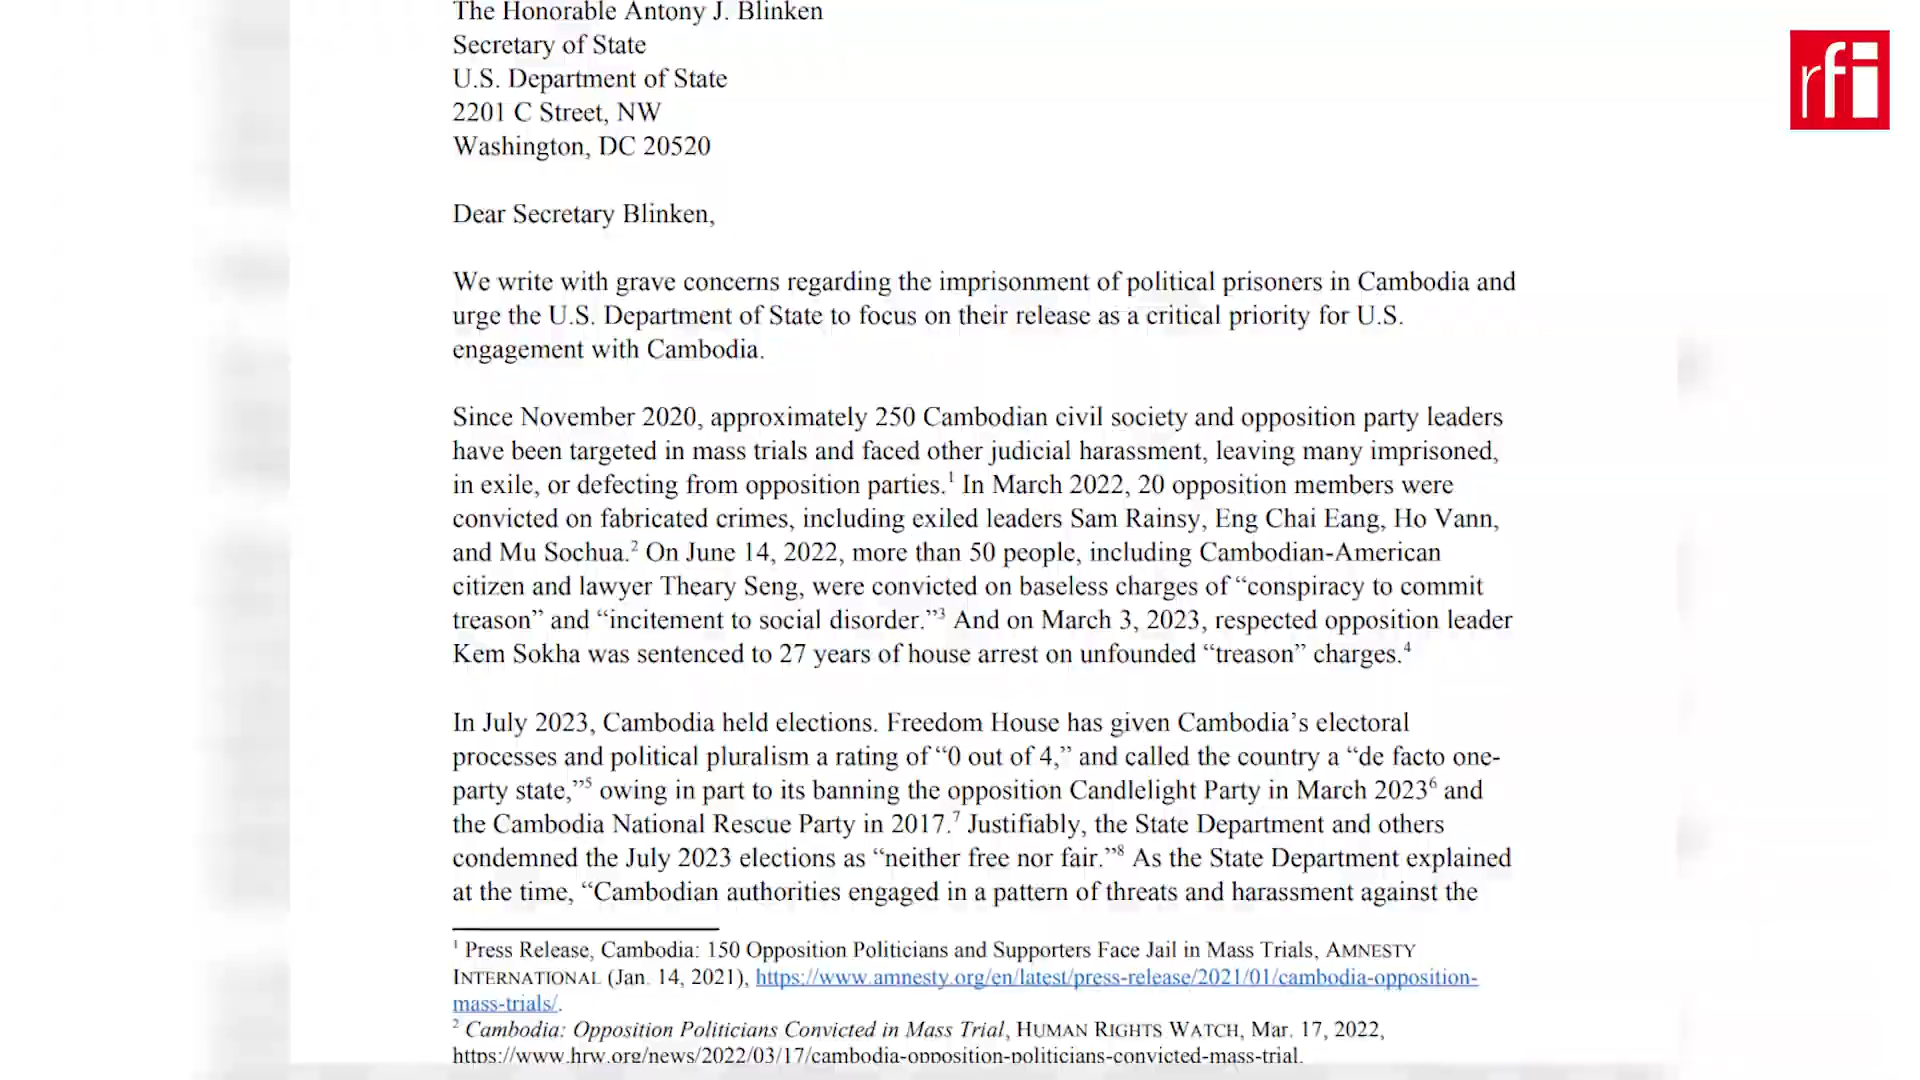 The Honorable Antony J. Blinken
Secretary of State
U.S. Department of State
2201 C Street, NW
Washington, DC 20520
Dear Secretary Blinken,
We write with grave concerns regarding the imprisonment of political prisoners in Cambodia and
urge the U.S. Department of State to focus on their release as a critical priority for U.S.
engagement with Cambodia.
Since November 2020, approximately 250 Cambodian civil society and opposition party leaders
have been targeted in mass trials and faced other judicial harassment, leaving many imprisoned,
in exile, or defecting from opposition parties.¹ In March 2022, 20 opposition members were
convicted on fabricated crimes, including exiled leaders Sam Rainsy, Eng Chai Eang, Ho Vann,
and Mu Sochua.² On June 14, 2022, more than 50 people, including Cambodian-American
citizen and lawyer Theary Seng, were convicted on baseless charges of “conspiracy to commit
treason” and “incitement to social disorder.”³ And on March 3, 2023, respected opposition leader
Kem Sokha was sentenced to 27 years of house arrest on unfounded “treason” charges.⁴
In July 2023, Cambodia held elections. Freedom House has given Cambodia’s electoral
processes and political pluralism a rating of “0 out of 4,” and called the country a “de facto one-
party state,”⁵ owing in part to its banning the opposition Candlelight Party in March 2023⁶ and
the Cambodia National Rescue Party in 2017.⁷ Justifiably, the State Department and others
condemned the July 2023 elections as “neither free nor fair.”⁸ As the State Department explained
at the time, “Cambodian authorities engaged in a pattern of threats and harassment against the
¹ Press Release, Cambodia: 150 Opposition Politicians and Supporters Face Jail in Mass Trials, AMNESTY
INTERNATIONAL (Jan. 14, 2021), https://www.amnesty.org/en/latest/press-release/2021/01/cambodia-opposition-
mass-trials/.
² Cambodia: Opposition Politicians Convicted in Mass Trial, HUMAN RIGHTS WATCH, Mar. 17, 2022,
https://www.hrw.org/news/2022/03/17/cambodia-opposition-politicians-convicted-mass-trial.
rfi